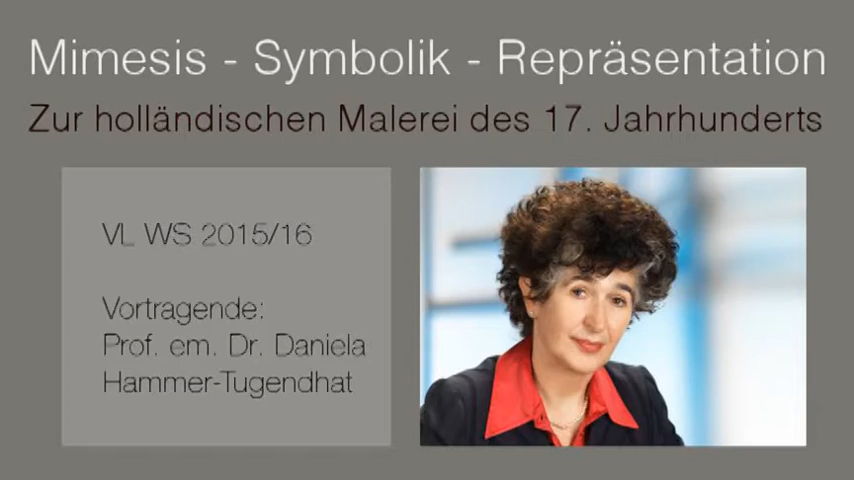 Mimesis - Symbolik - Repräsentation
Zur holländischen Malerei des 17. Jahrhunderts
VL WS 2015/16
Vortragende:
Prof. em. Dr. Daniela
Hammer-Tugendhat